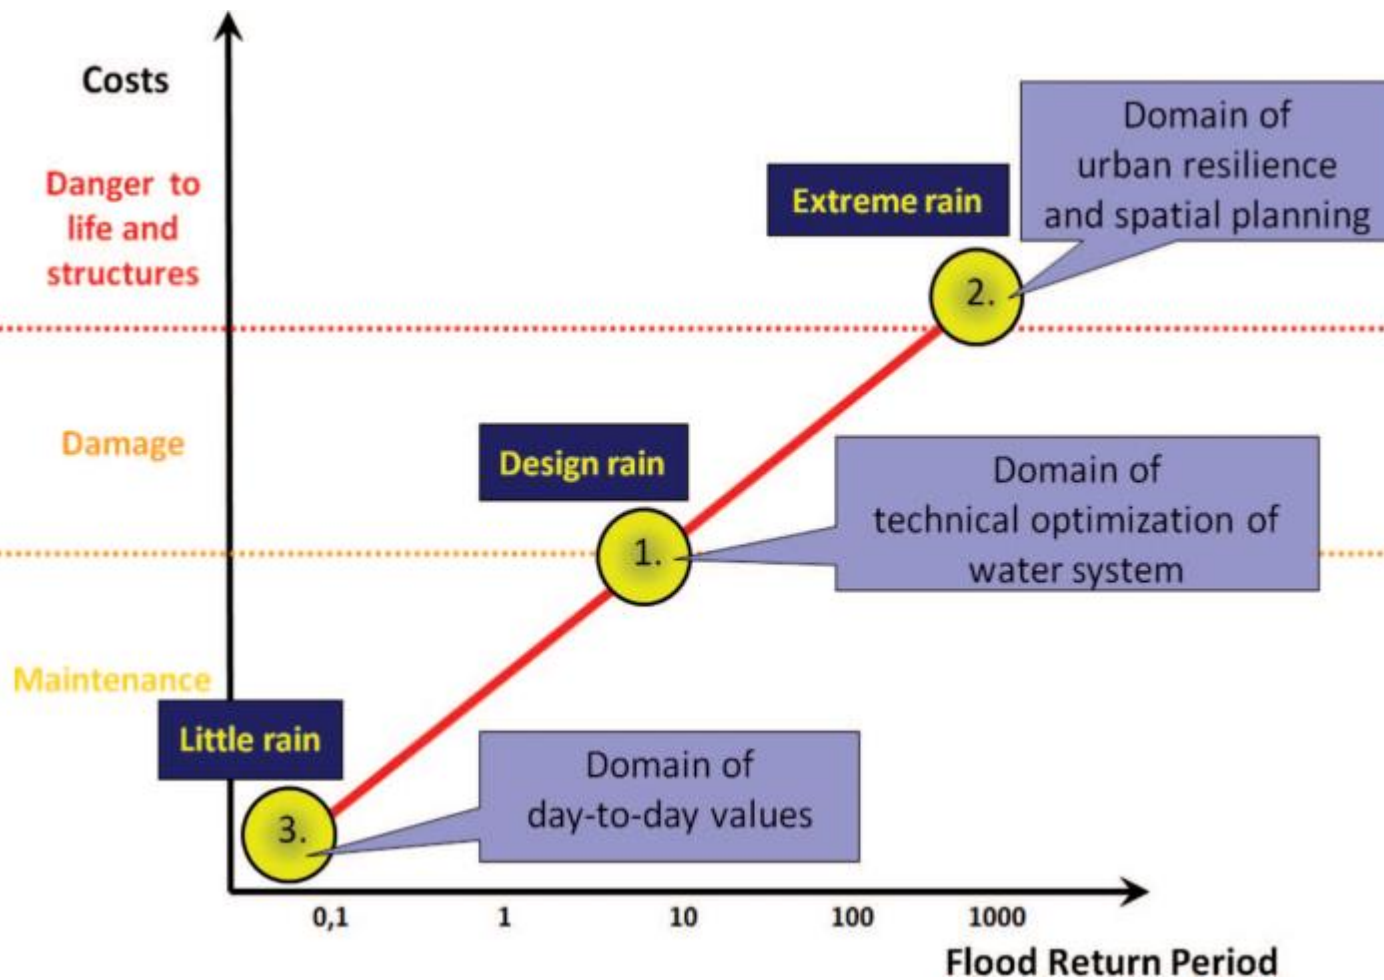 Costs
Danger to
life and
structures
Extreme rain
Domain of
urban resilience
and spatial planning
2.
Damage
Design rain
1.
Domain of
technical optimization of
water system
Maintenance
Little rain
3.
Domain of
day-to-day values
0,1 1 10 100 1000
Flood Return Period